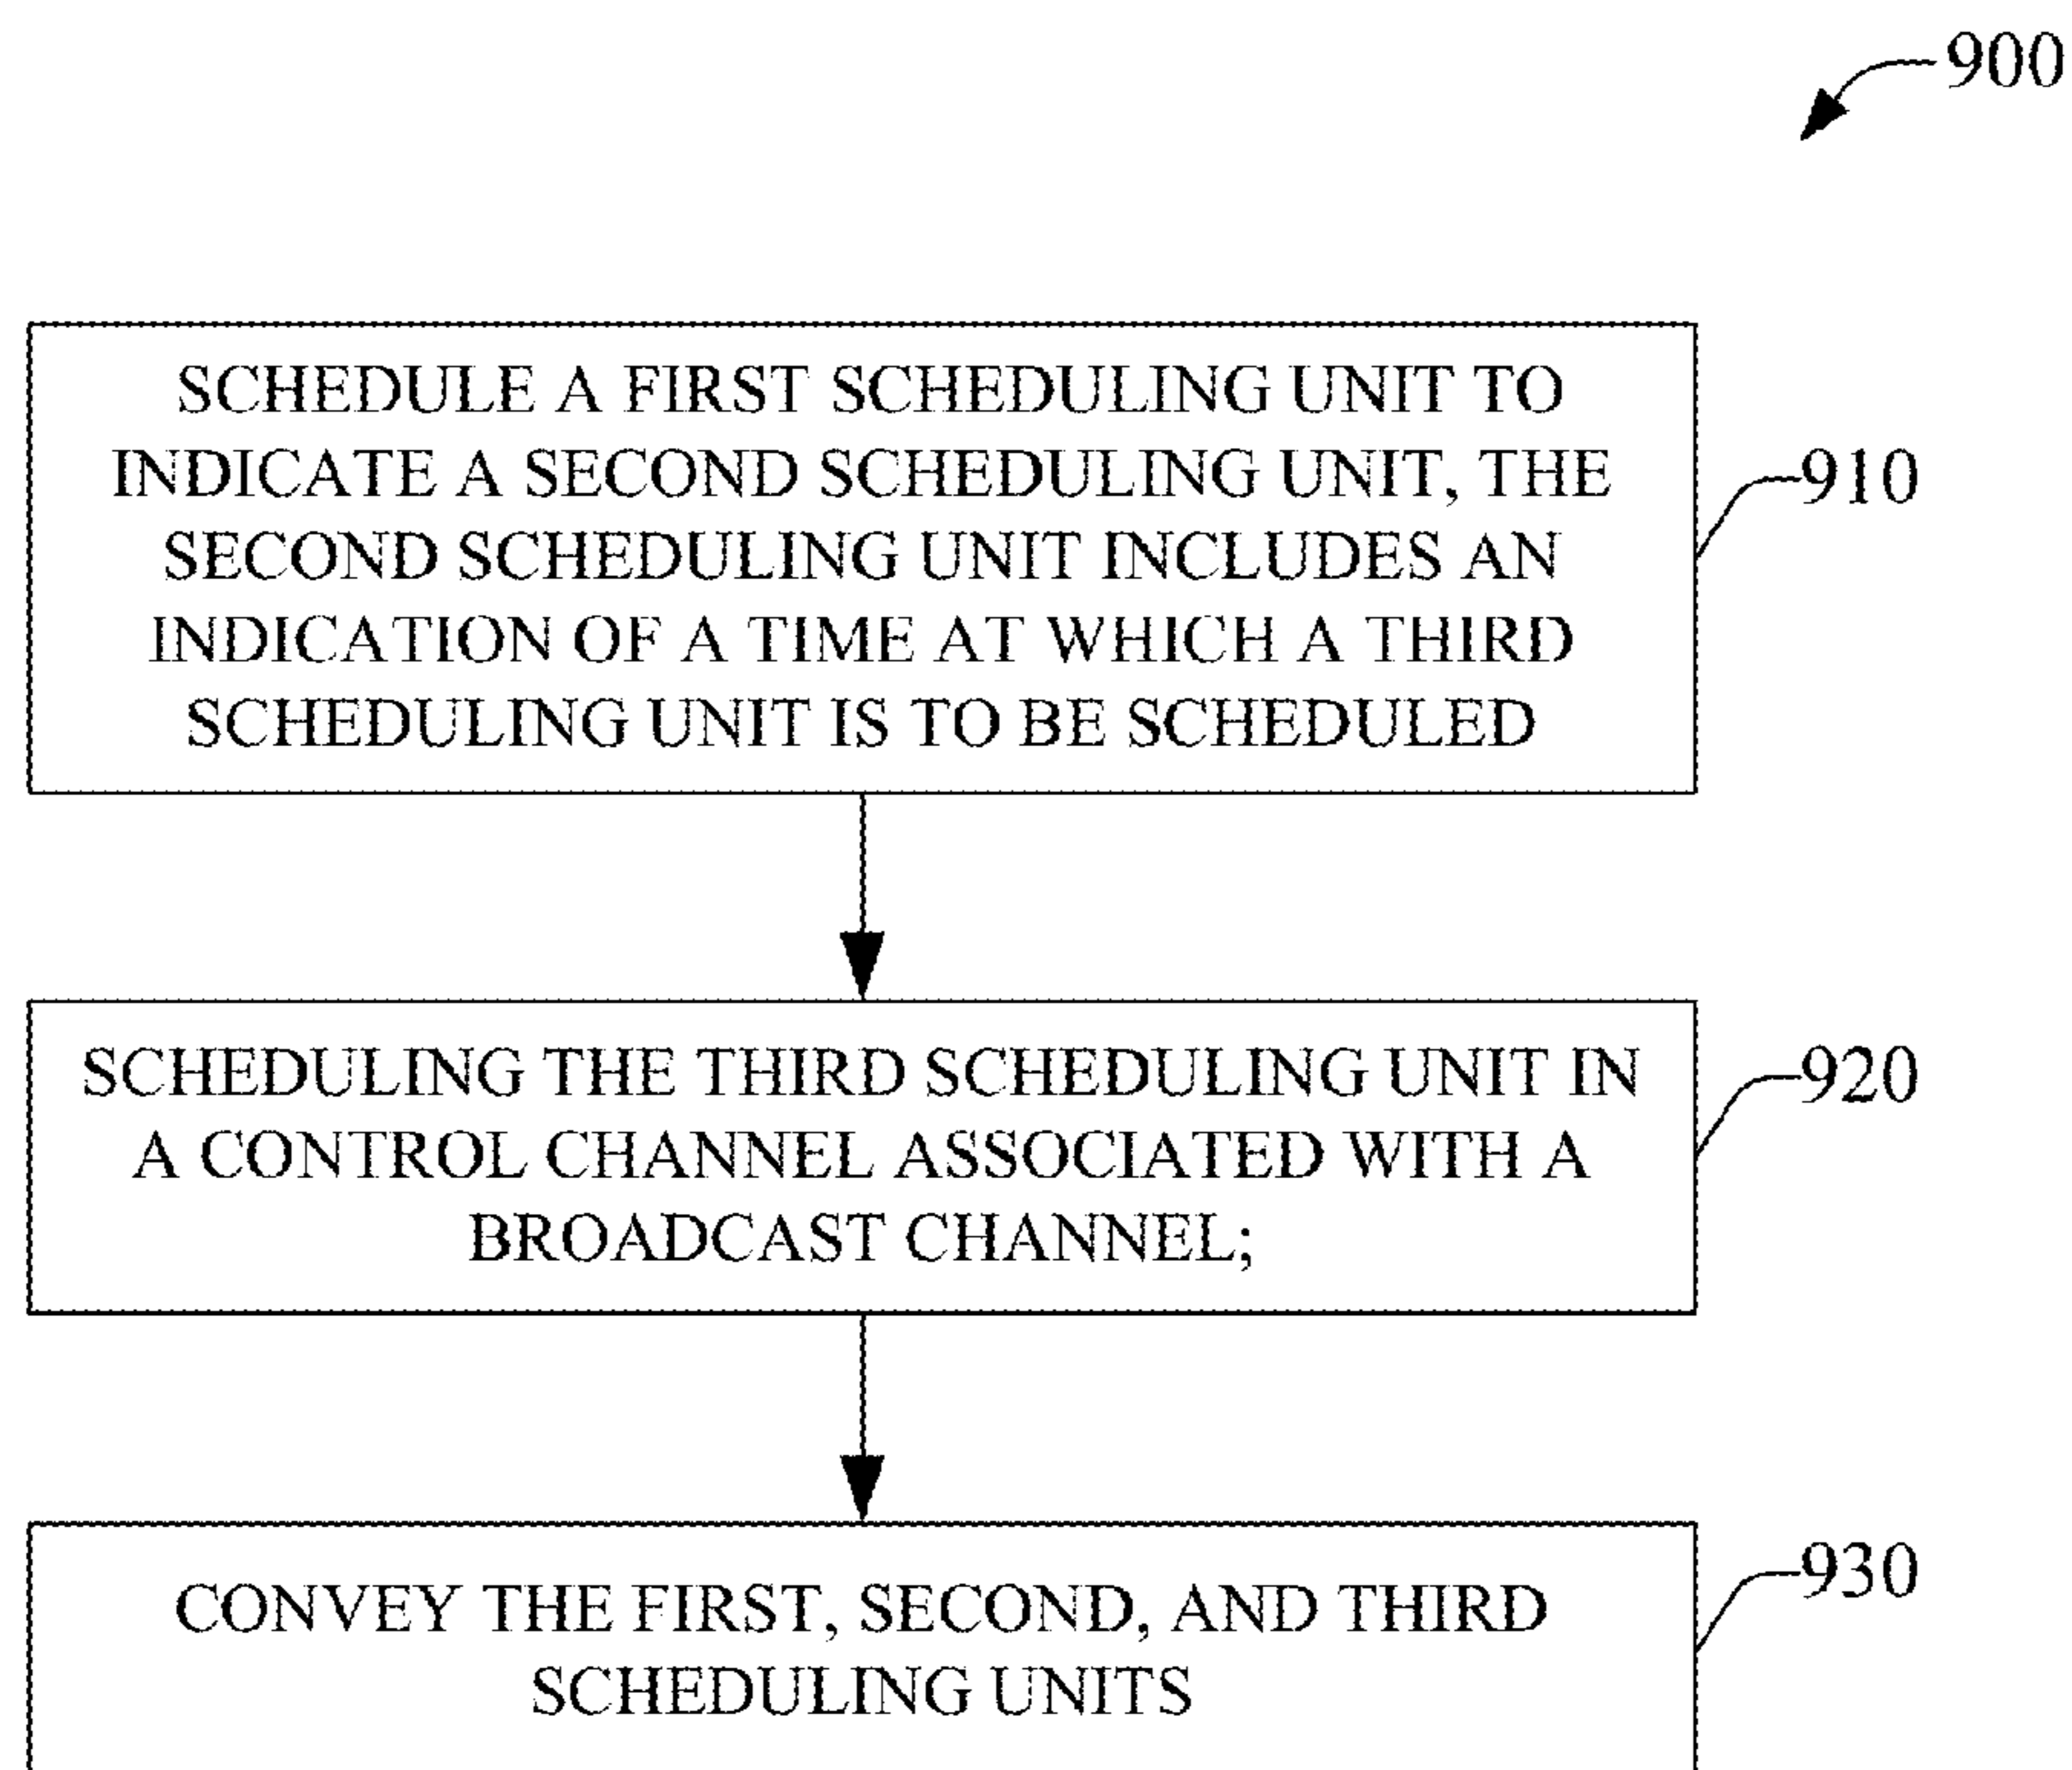 900
SCHEDULE A FIRST SCHEDULING UNIT TO
INDICATE A SECOND SCHEDULING UNIT, THE
SECOND SCHEDULING UNIT INCLUDES AN
INDICATION OF A TIME AT WHICH A THIRD
SCHEDULING UNIT IS TO BE SCHEDULED
910
SCHEDULING THE THIRD SCHEDULING UNIT IN
A CONTROL CHANNEL ASSOCIATED WITH A
BROADCAST CHANNEL;
920
CONVEY THE FIRST, SECOND, AND THIRD
SCHEDULING UNITS
930